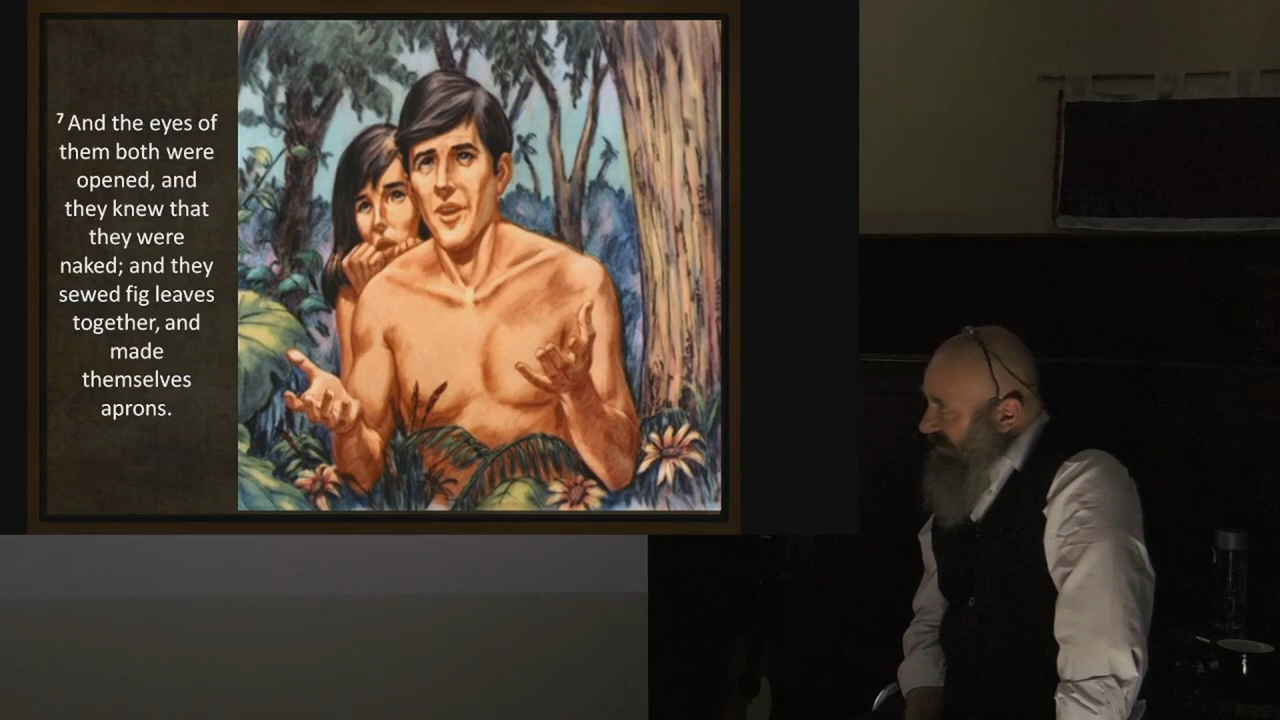 ⁷ And the eyes of
them both were
opened, and
they knew that
they were
naked; and they
sewed fig leaves
together, and
made
themselves
aprons.